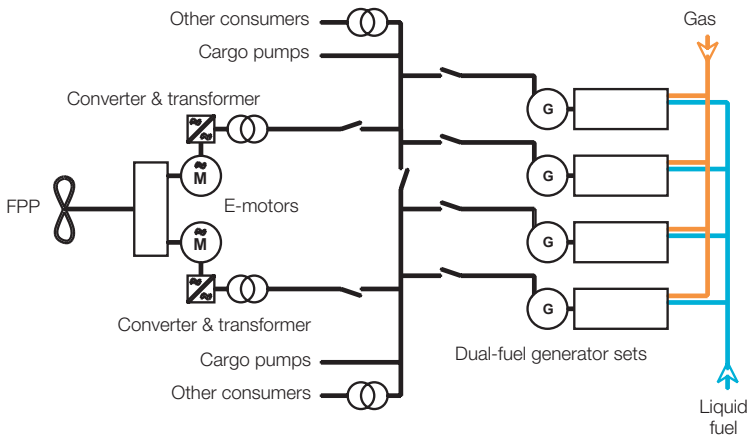 Other consumers
Gas
Cargo pumps
Converter & transformer
G
M
G
FPP
E-motors
M
G
G
Converter & transformer
Dual-fuel generator sets
Cargo pumps
Other consumers
Liquid
fuel